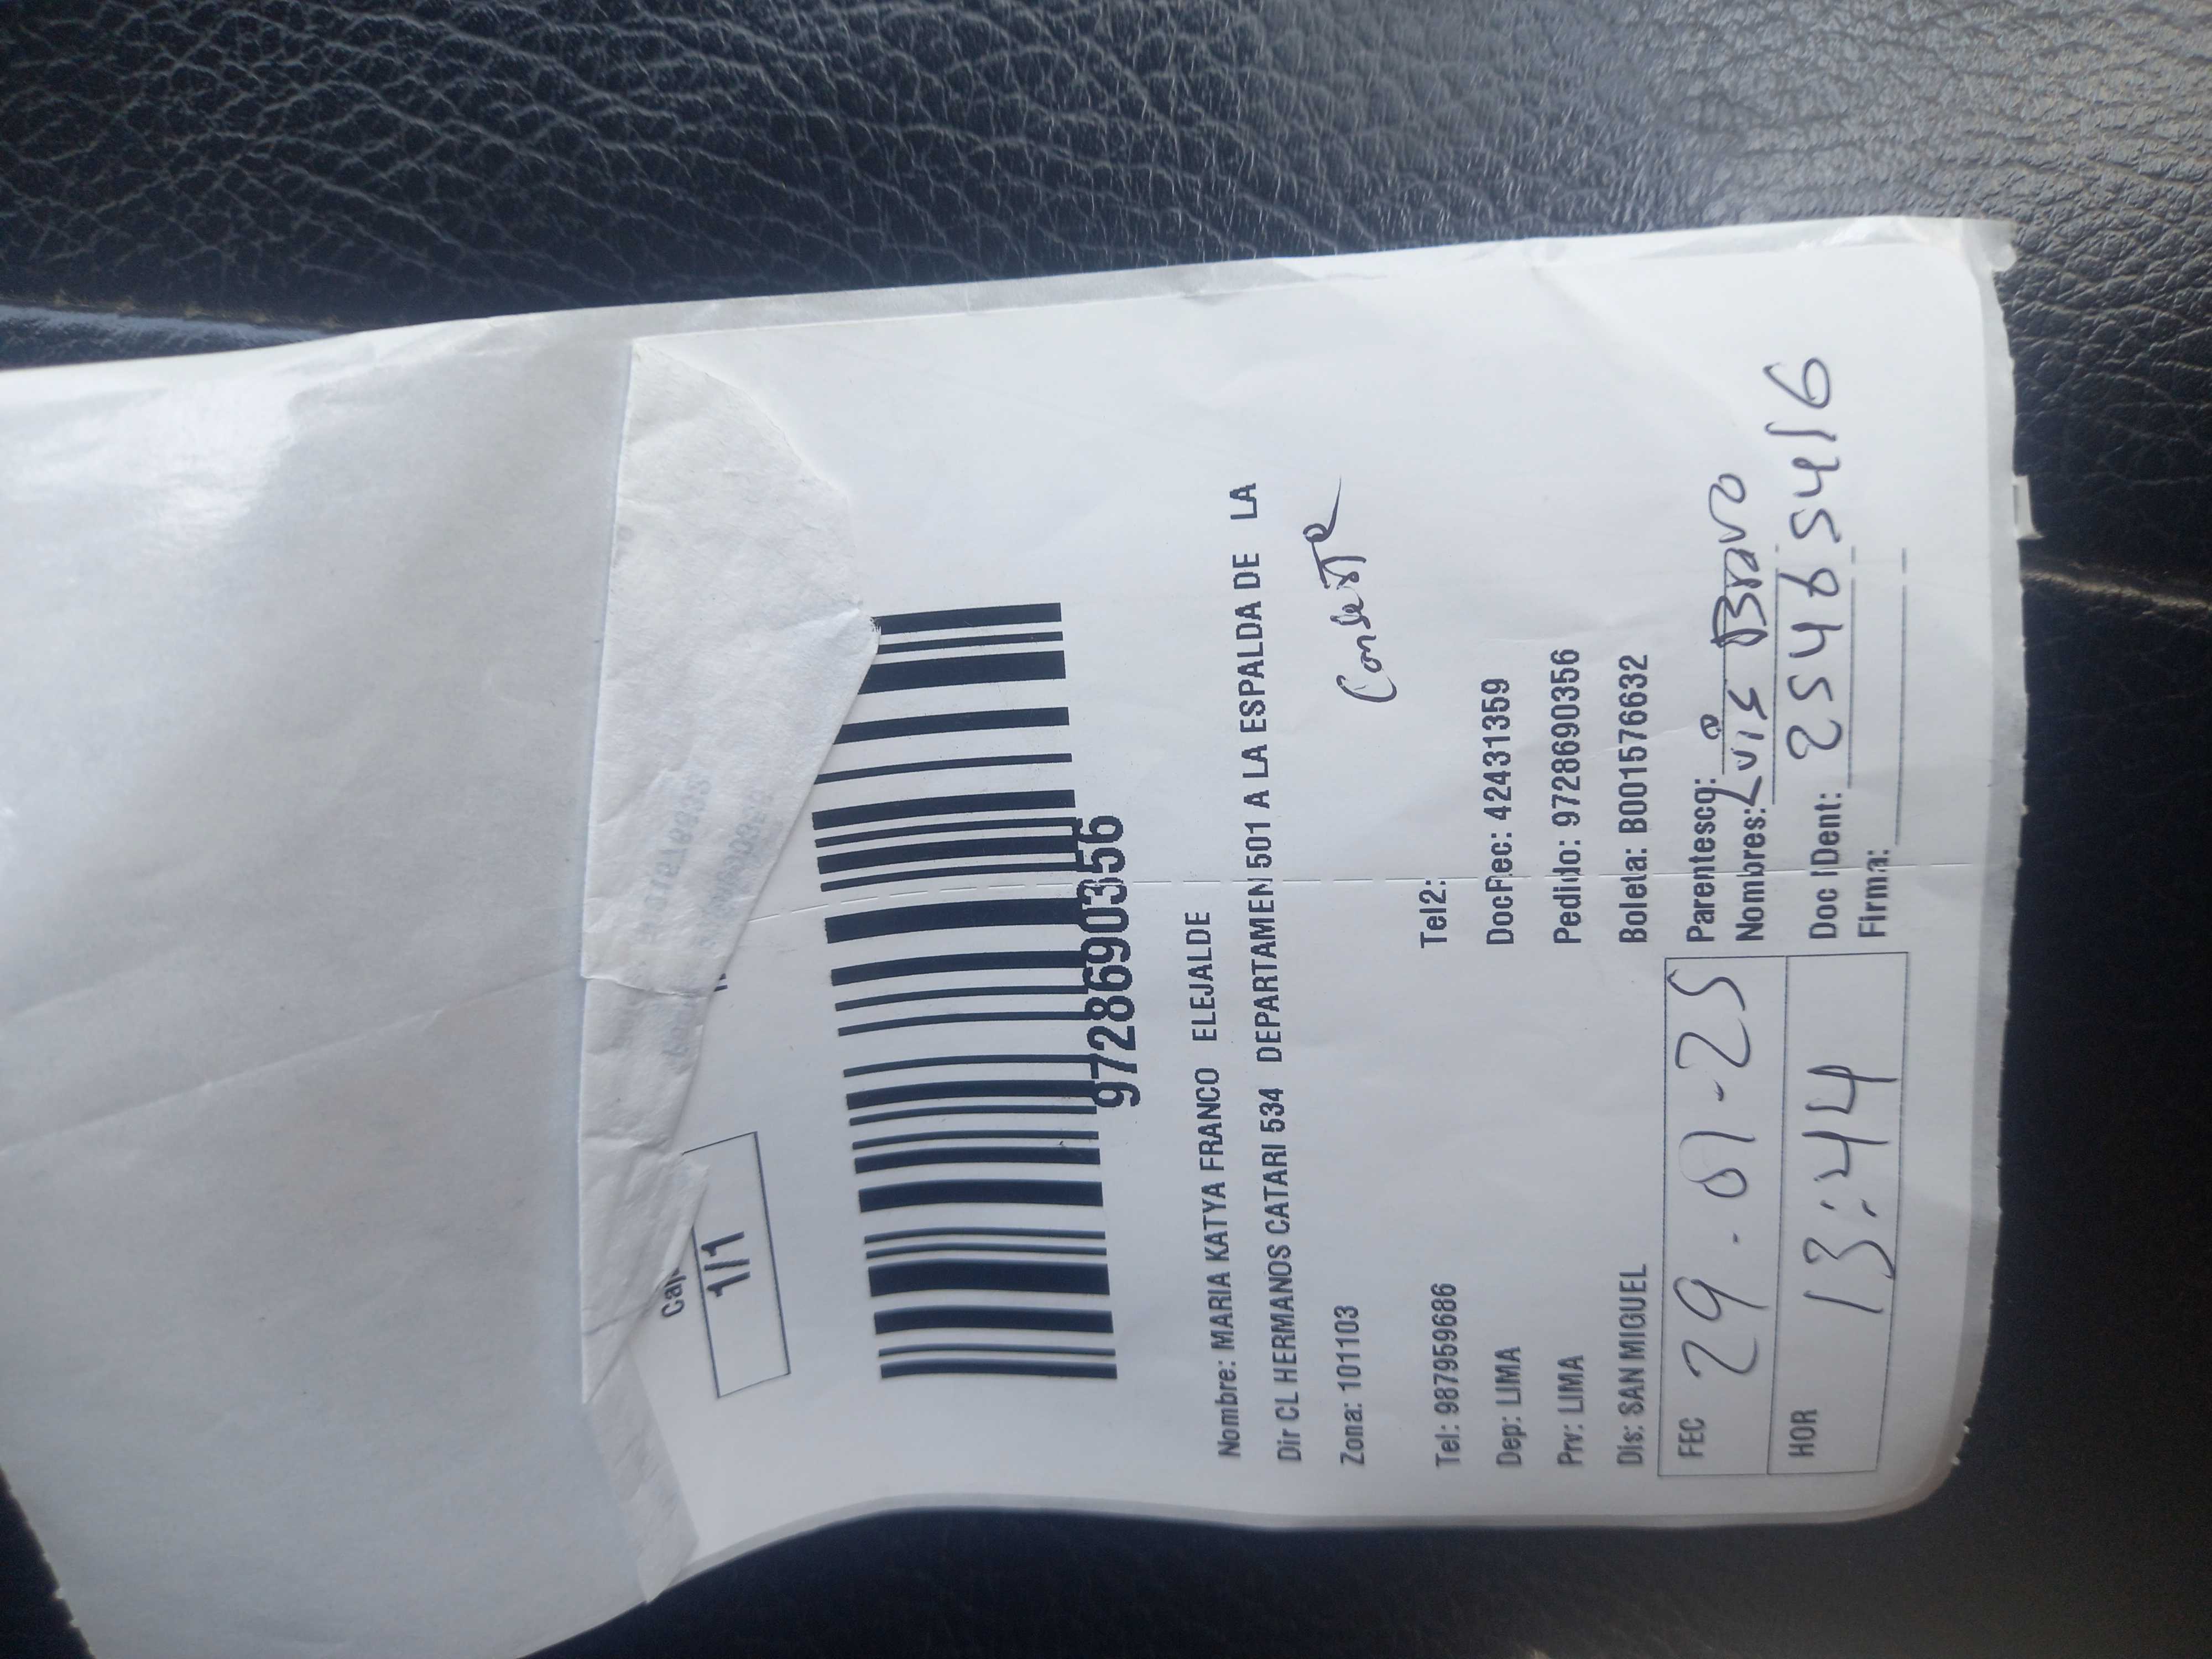 1/1
9728690356
Nombre: MARIA KATYA FRANCO ELEJALDE
Dir CL HERMANOS CATARI 534 DEPARTAMEN 501 A LA ESPALDA DE LA
Zona: 101103
Tel: 987959686 Tel2:
Dep: LIMA DocRec: 42431359
Prv: LIMA Pedido: 9728690356
Dis: SAN MIGUEL Boleta: B001576632
FEC 29.01-25 Parentesco:
Nombres: Luis Bravo
HOR 13:44 Doc IDent: 25465416
Firma: